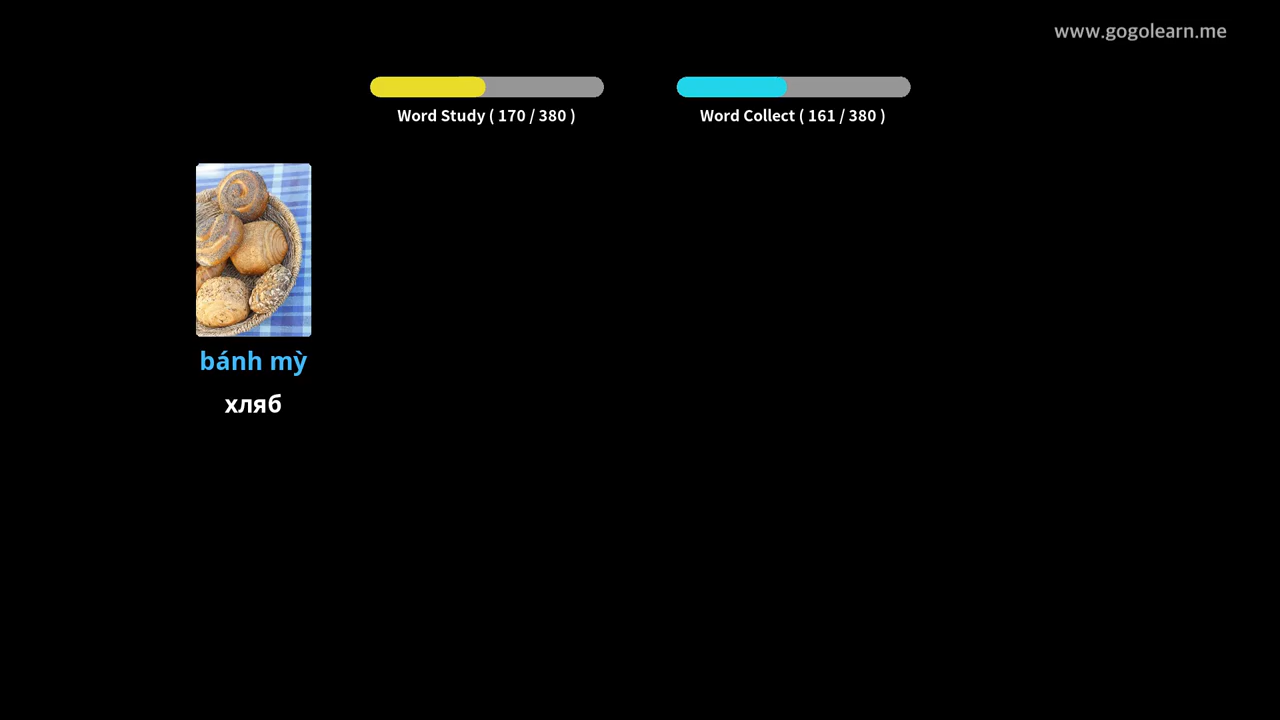 www.gogolearn.me
Word Study ( 170 / 380 )
Word Collect ( 161 / 380 )
bánh mỳ
хляб